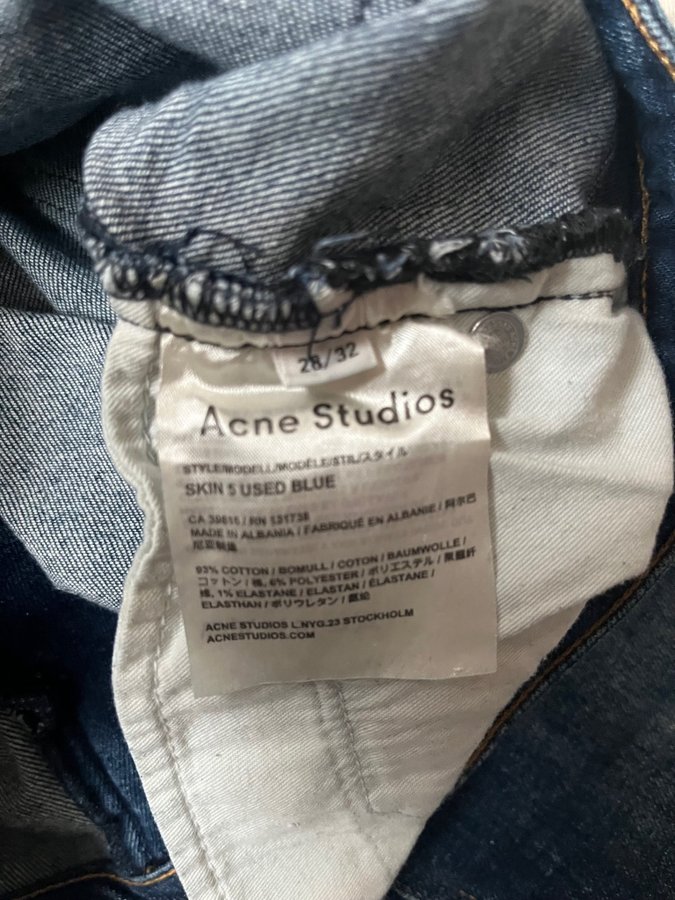 28/32
Acne Studios
STYLE/MODELL/MODÈLE/STIL/スタイル
SKIN 5 USED BLUE
CA 39816 / RN 131738
MADE IN ALBANIA / FABRIQUÉ EN ALBANIE / 阿尔巴
尼亚制造
93% COTTON / BOMULL / COTON / BAUMWOLLE /
コットン / 棉, 6% POLYESTER / ポリエステル / 聚酯纤
维, 1% ELASTANE / ELASTAN / ÉLASTANE /
ELASTHAN / ポリウレタン / 氨纶
ACNE STUDIOS L.NYG.23 STOCKHOLM
ACNESTUDIOS.COM